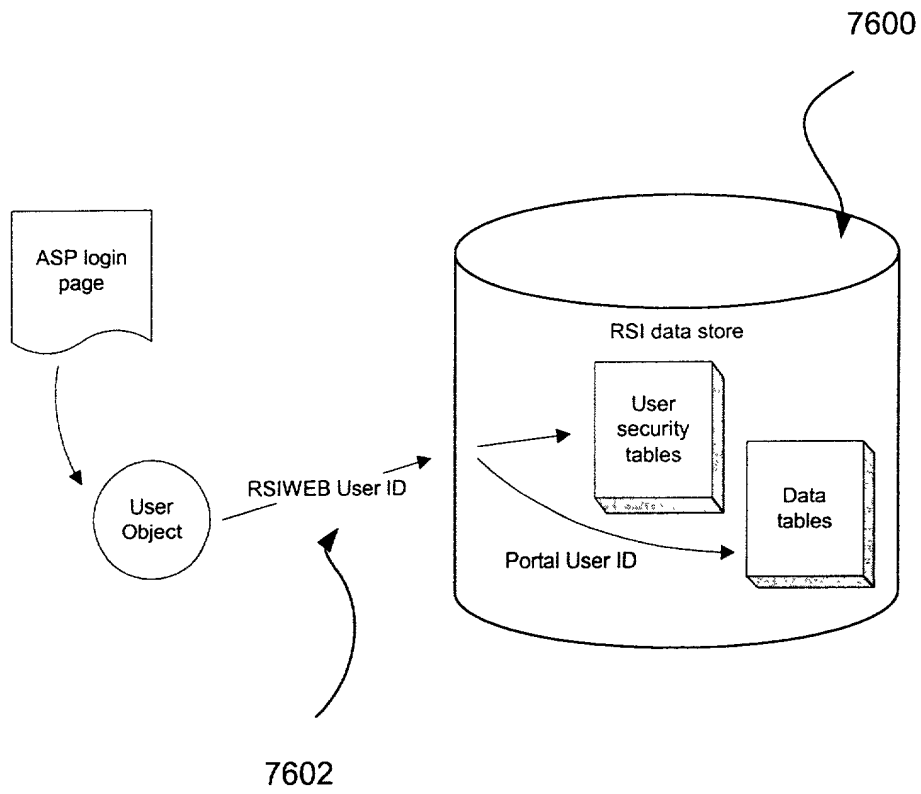 7600
ASP login
page
RSI data store
User
security
tables
Data
tables
RSIWEB User ID
User
Object
Portal User ID
7602